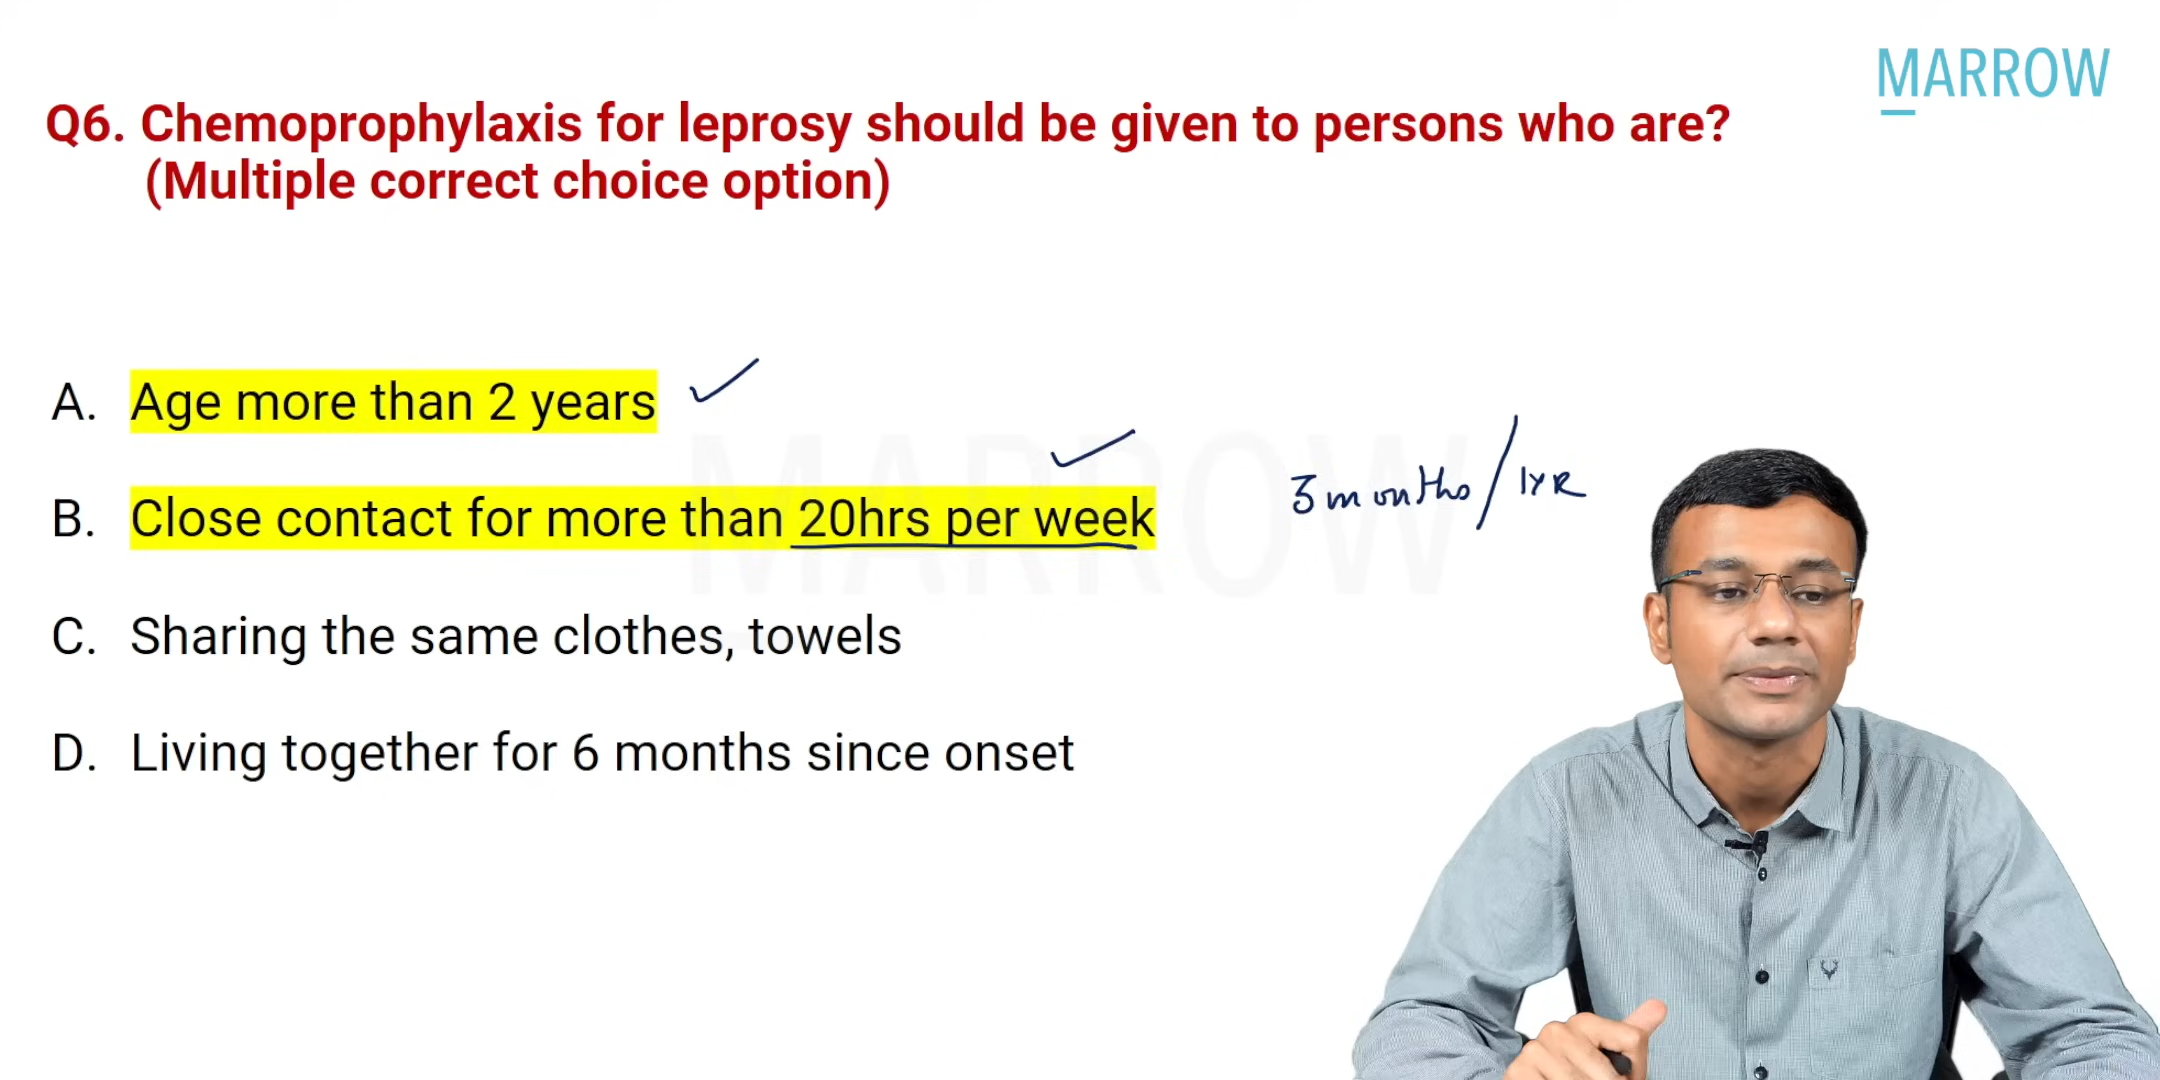 MARROW
Q6. Chemoprophylaxis for leprosy should be given to persons who are?
(Multiple correct choice option)
A. Age more than 2 years
B. Close contact for more than 20hrs per week
3 months / 1YR
C. Sharing the same clothes, towels
D. Living together for 6 months since onset
MARROW